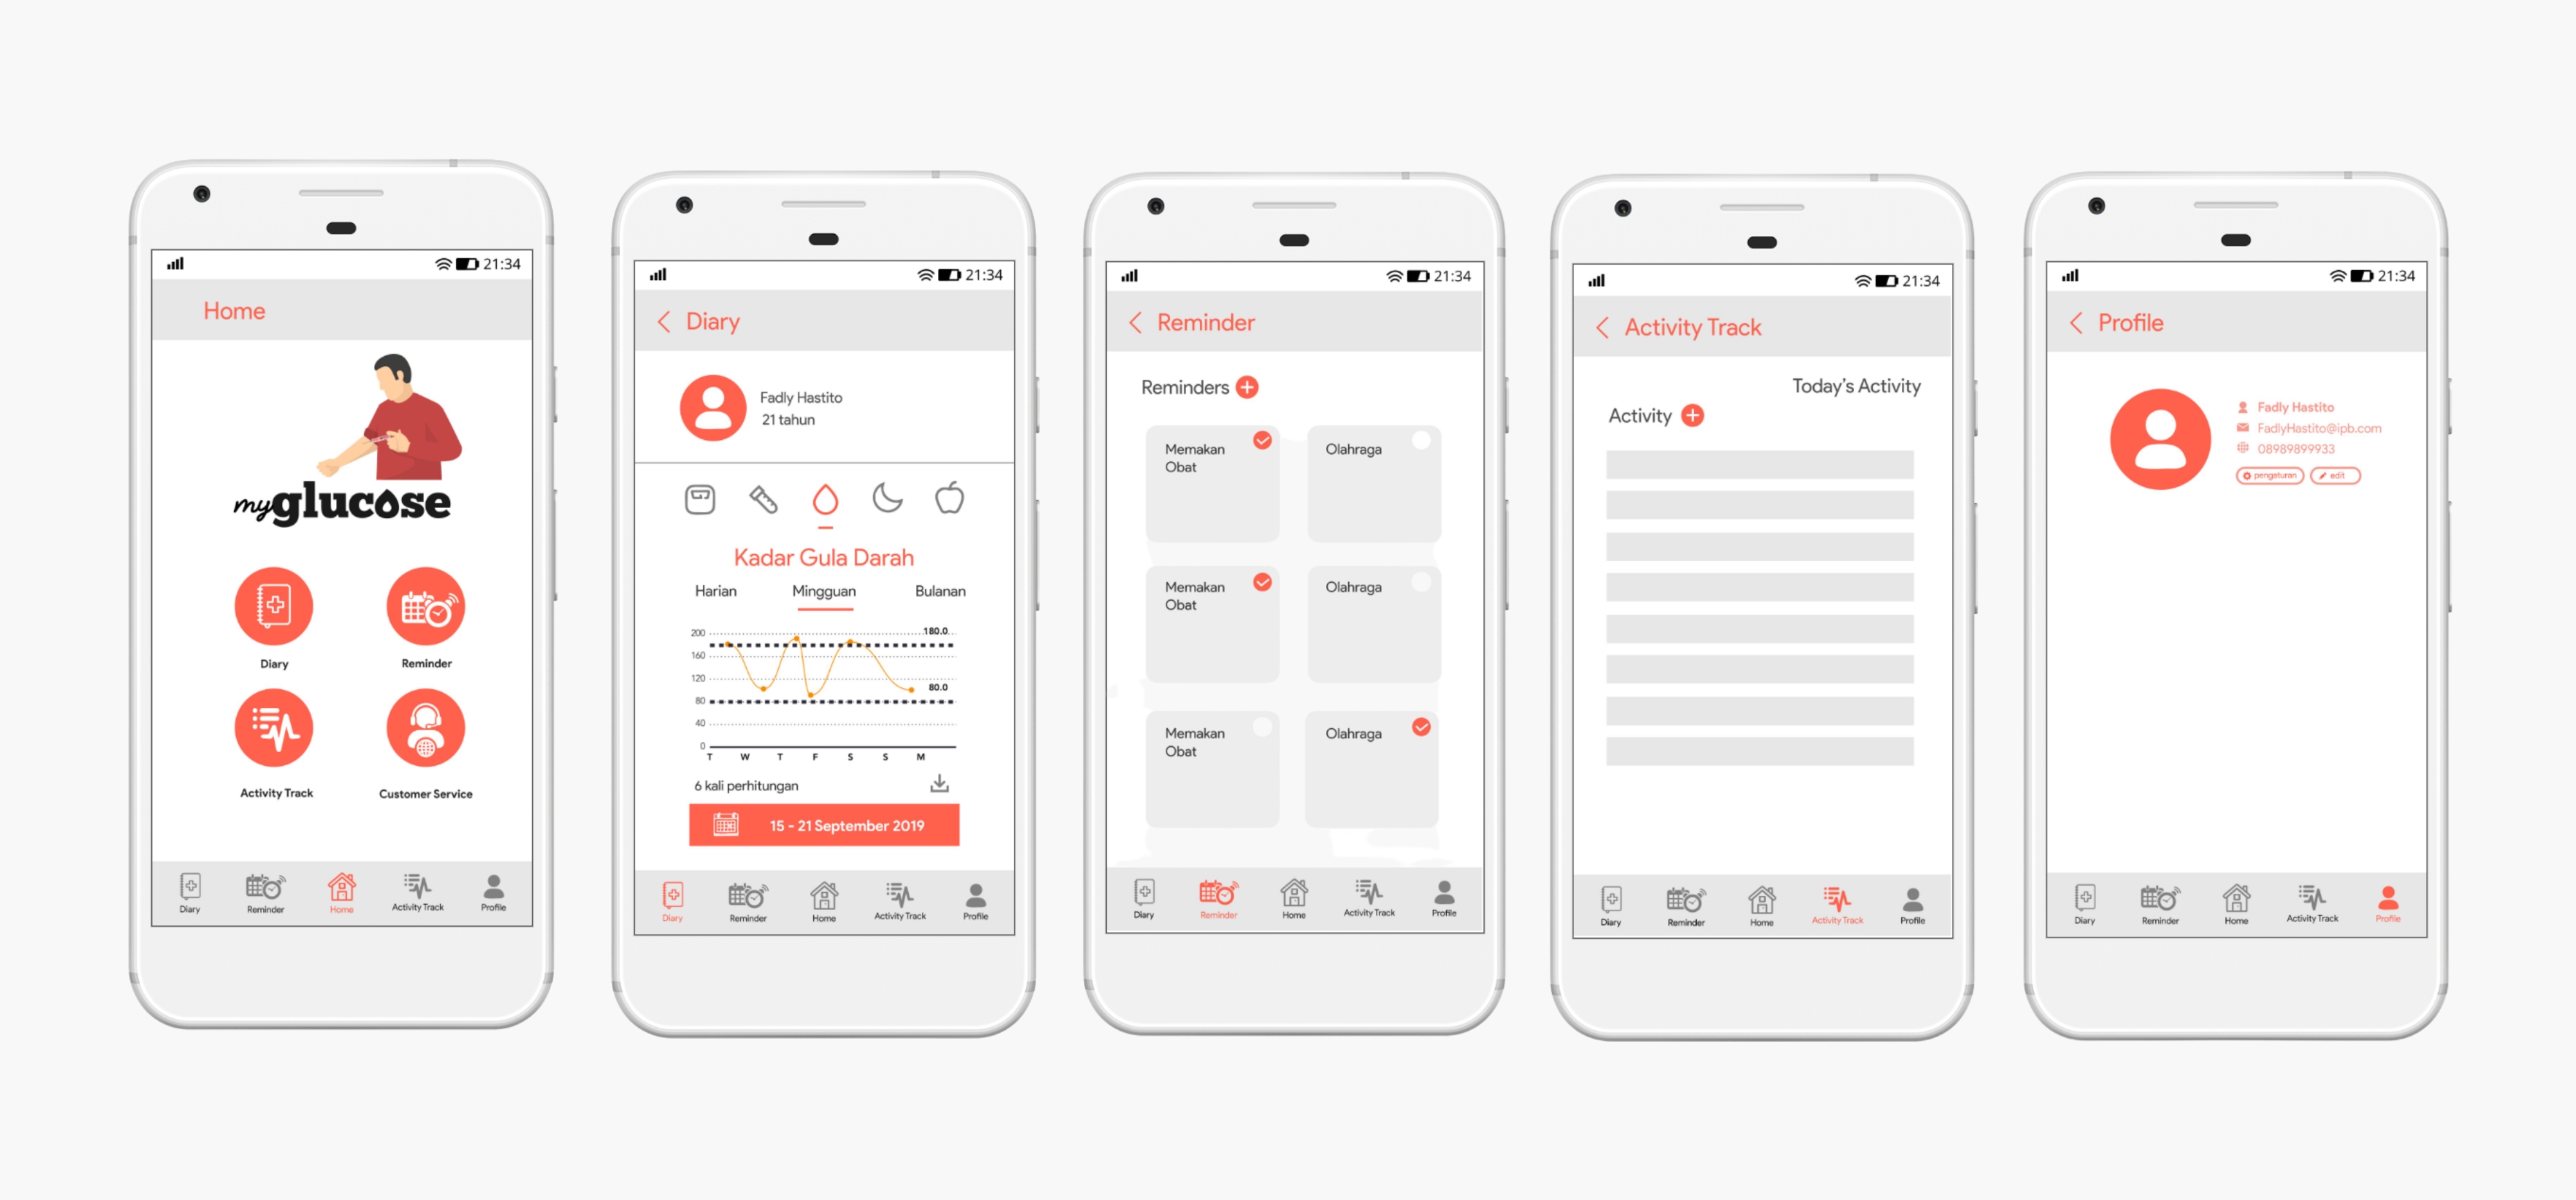 21:34
Home
myglucose
Diary
Reminder
Activity Track
Customer Service
Diary
Reminder
Home
Activity Track
Profile
21:34
Diary
Fadly Hastito
21 tahun
Kadar Gula Darah
Harian
Mingguan
Bulanan
200
180.0
160
120
80.0
80
40
0
T W T F S S M
6 kali perhitungan
15 - 21 September 2019
Diary
Reminder
Home
Activity Track
Profile
21:34
Reminder
Reminders
Memakan
Obat
Olahraga
Memakan
Obat
Olahraga
Memakan
Obat
Olahraga
Diary
Reminder
Home
Activity Track
Profile
21:34
Activity Track
Today's Activity
Activity
Diary
Reminder
Home
Activity Track
Profile
21:34
Profile
Fadly Hastito
FadlyHastito@ipb.com
08989899933
pengaturan
edit
Diary
Reminder
Home
Activity Track
Profile